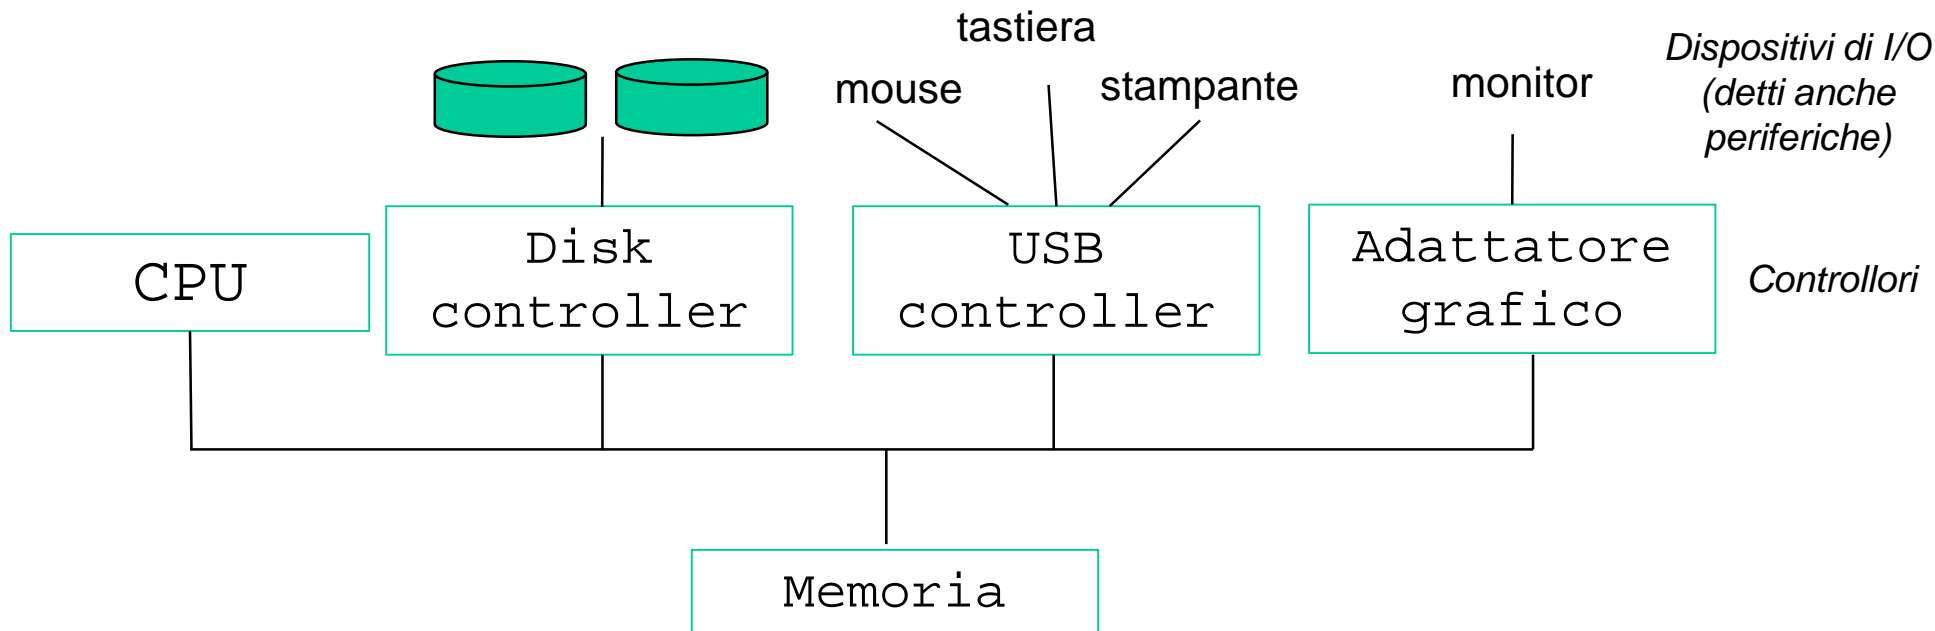 tastiera
mouse
stampante
monitor
Dispositivi di I/O
(detti anche
periferiche)
CPU
Disk
controller
USB
controller
Adattatore
grafico
Controllori
Memoria